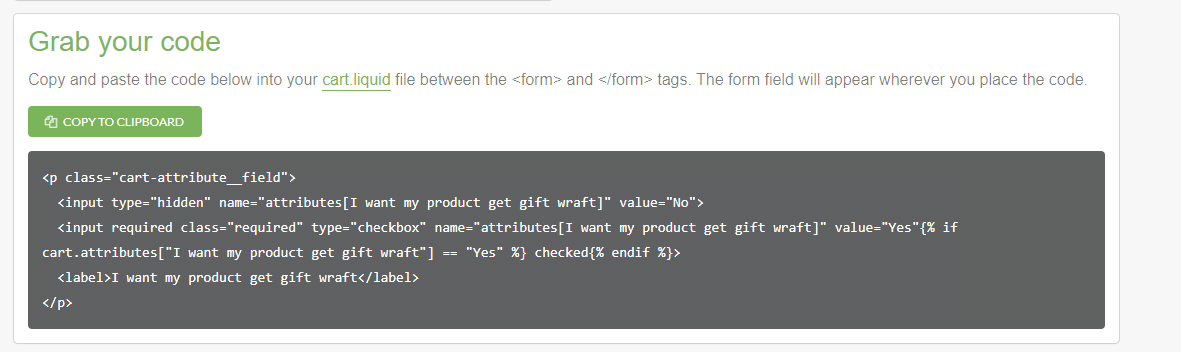 Grab your code
Copy and paste the code below into your cart.liquid file between the <form> and </form> tags. The form field will appear wherever you place the code.
COPY TO CLIPBOARD
<p class="cart-attribute__field">
<input type="hidden" name="attributes[I want my product get gift wraft]" value="No">
<input required class="required" type="checkbox" name="attributes[I want my product get gift wraft]" value="Yes"{% if
cart.attributes["I want my product get gift wraft"] == "Yes" %} checked{% endif %}>
<label>I want my product get gift wraft</label>
</p>